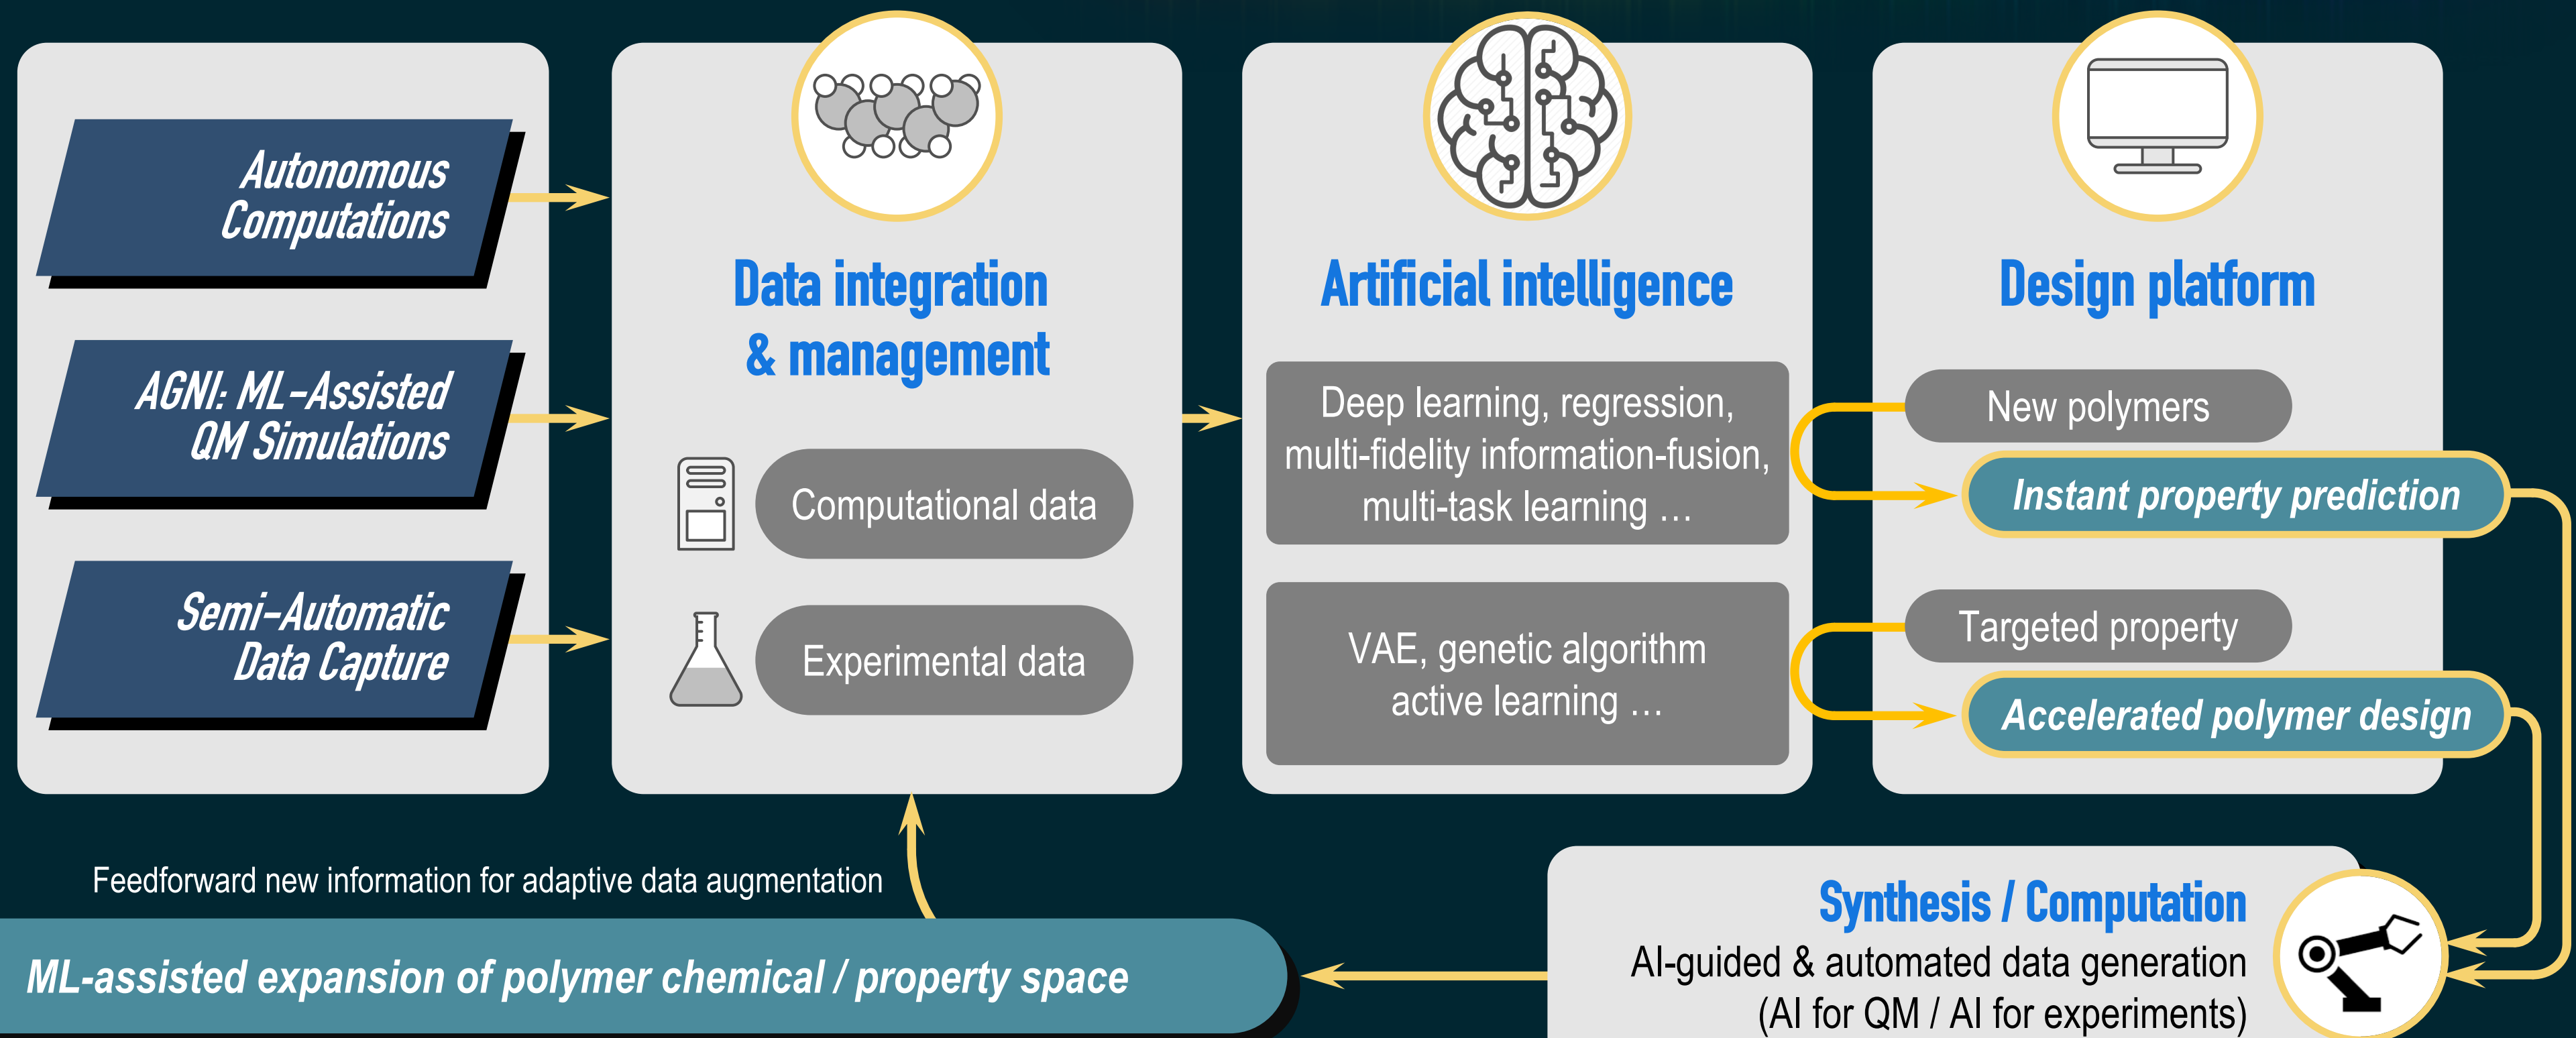 Autonomous
Computations
AGNI: ML-Assisted
QM Simulations
Semi-Automatic
Data Capture
Data integration
& management
Computational data
Experimental data
Artificial intelligence
Deep learning, regression,
multi-fidelity information-fusion,
multi-task learning …
VAE, genetic algorithm
active learning …
Design platform
New polymers
Instant property prediction
Targeted property
Accelerated polymer design
Feedforward new information for adaptive data augmentation
ML-assisted expansion of polymer chemical / property space
Synthesis / Computation
AI-guided & automated data generation
(AI for QM / AI for experiments)